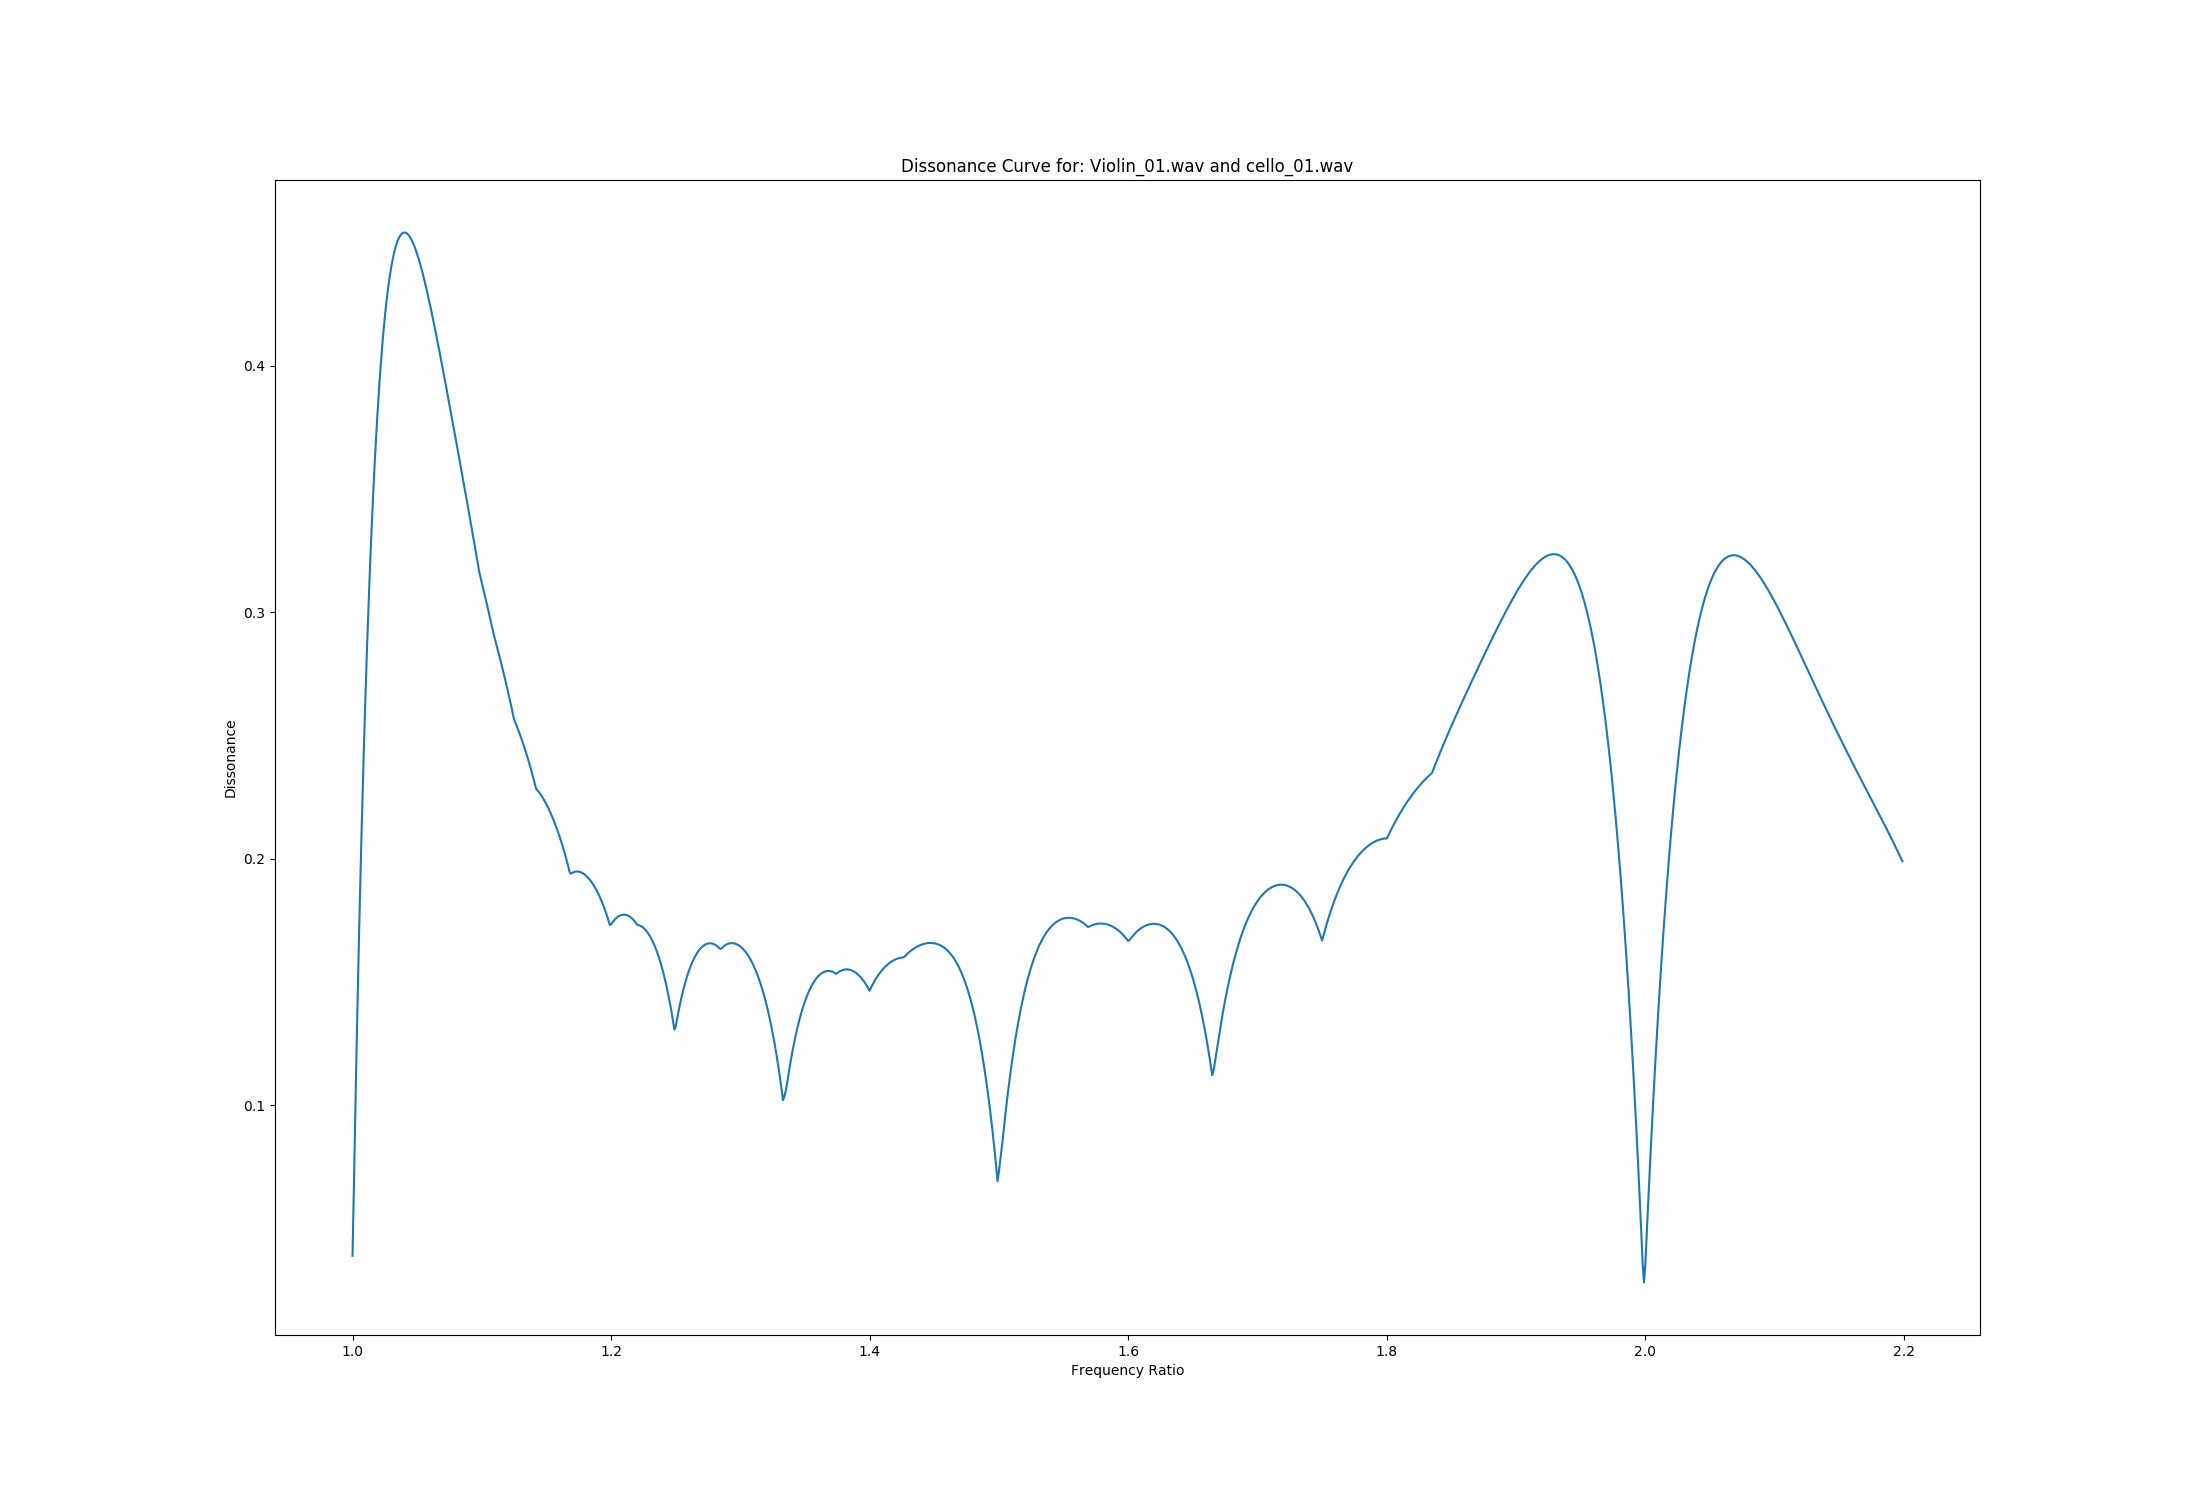 Dissonance Curve for: Violin_01.wav and cello_01.wav
0.4
0.3
0.2
0.1
Dissonance
1.0 1.2 1.4 1.6 1.8 2.0 2.2
Frequency Ratio